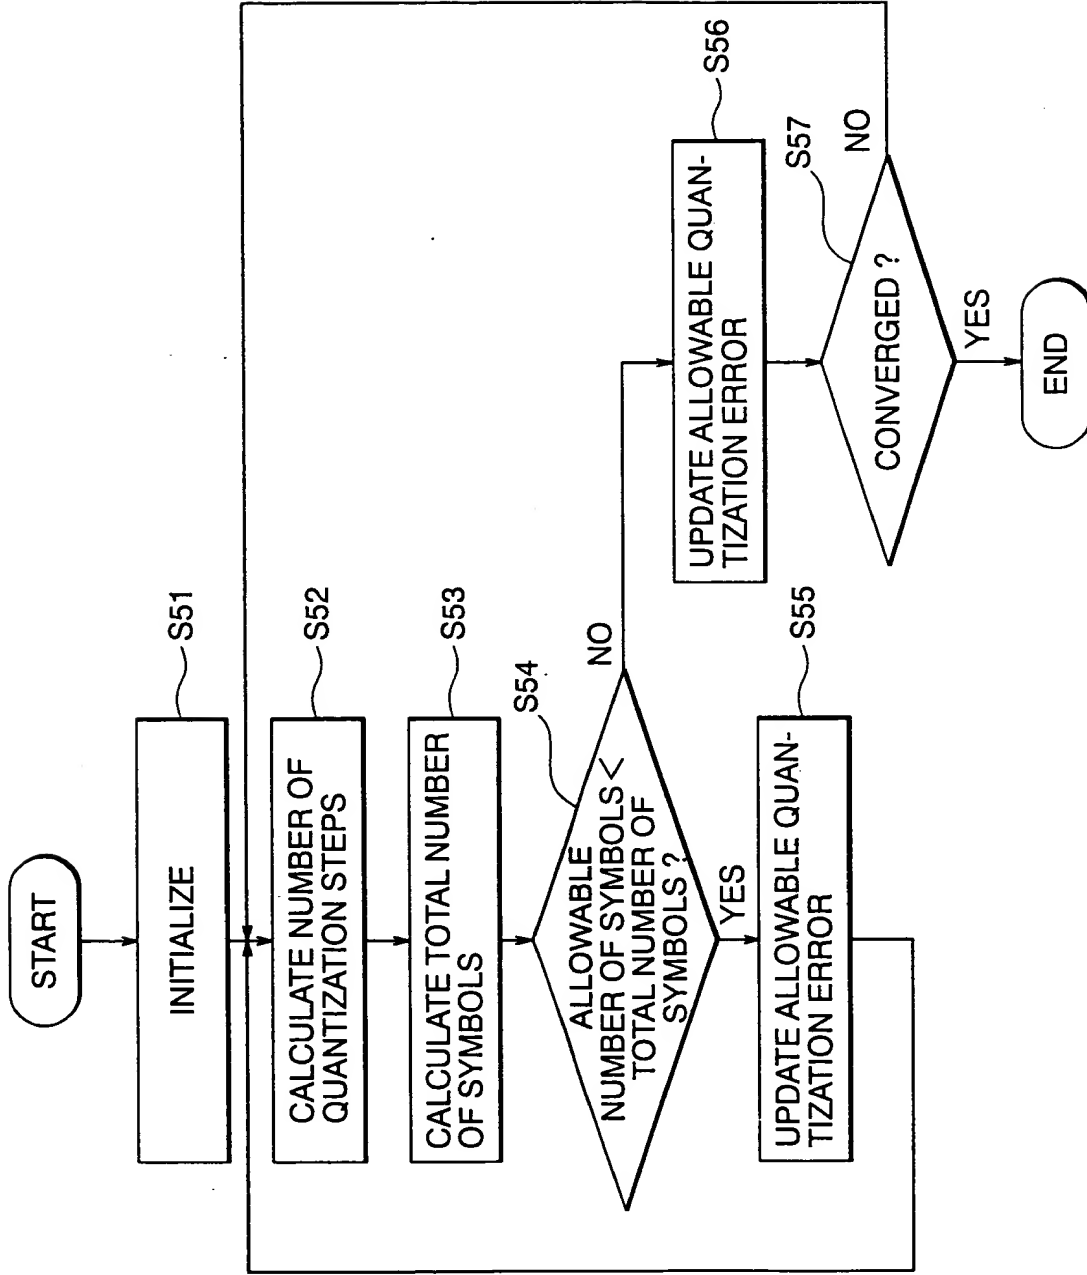 START
INITIALIZE
S51
CALCULATE NUMBER OF
QUANTIZATION STEPS
S52
CALCULATE TOTAL NUMBER
OF SYMBOLS
S53
ALLOWABLE
NUMBER OF SYMBOLS <
TOTAL NUMBER OF
SYMBOLS ?
S54
NO
YES
UPDATE ALLOWABLE QUAN-
TIZATION ERROR
S55
UPDATE ALLOWABLE QUAN-
TIZATION ERROR
S56
CONVERGED ?
S57
NO
YES
END